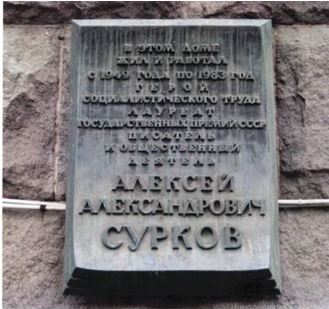 В ЭТОМ ДОМЕ
ЖИЛ И РАБОТАЛ
С 1949 ГОДА ПО 1983 ГОД
ГЕРОЙ
СОЦИАЛИСТИЧЕСКОГО ТРУДА
ЛАУРЕАТ
ГОСУДАРСТВЕННЫХ ПРЕМИЙ СССР
ПИСАТЕЛЬ
И ОБЩЕСТВЕННЫЙ
ДЕЯТЕЛЬ
АЛЕКСЕЙ
АЛЕКСАНДРОВИЧ
СУРКОВ